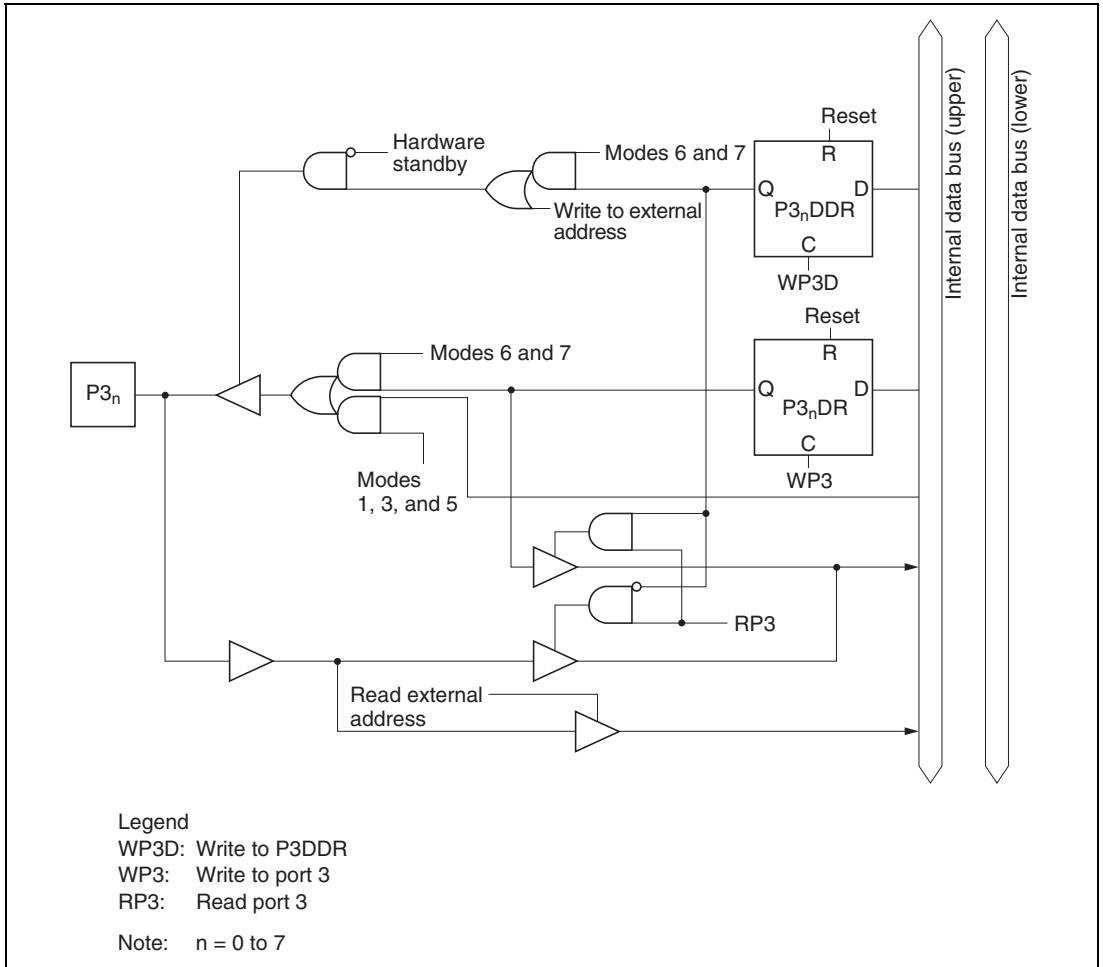 Reset
Hardware
standby
Modes 6 and 7
R
Q
D
P3nDDR
C
Write to external
address
WP3D
Internal data bus (upper)
Internal data bus (lower)
Reset
Modes 6 and 7
R
P3n
Q
D
P3nDR
C
Modes
1, 3, and 5
WP3
RP3
Read external
address
Legend
WP3D: Write to P3DDR
WP3: Write to port 3
RP3: Read port 3
Note: n = 0 to 7